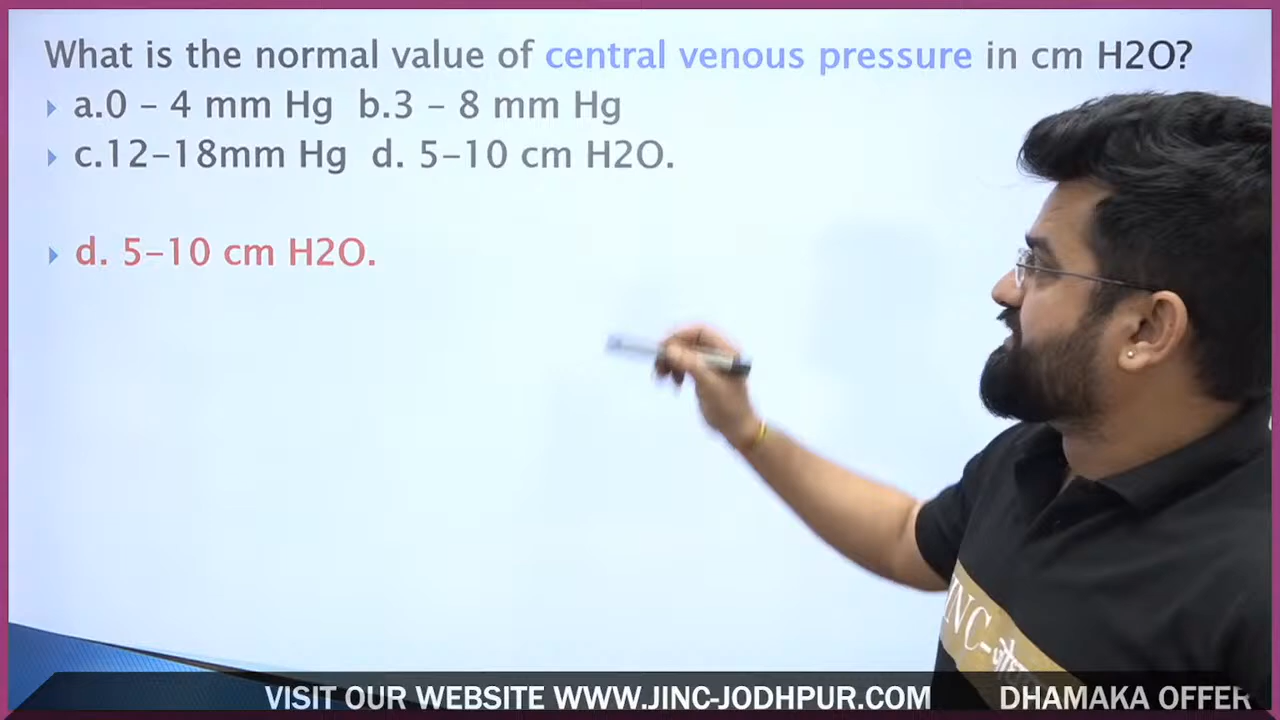 What is the normal value of central venous pressure in cm H2O?
a.0 – 4 mm Hg b.3 – 8 mm Hg
c.12–18mm Hg d. 5–10 cm H2O.
d. 5–10 cm H2O.
JNC-
VISIT OUR WEBSITE WWW.JINC-JODHPUR.COM DHAMAKA OFFER